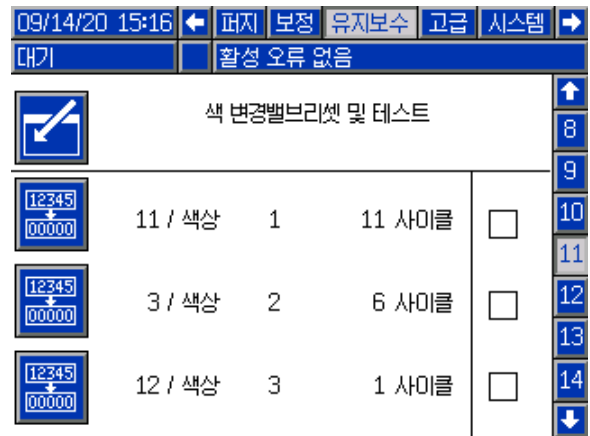 09/14/20 15:16 퍼지 보정 유지보수 고급 시스템
대기 활성 오류 없음
색 변경밸브리셋 및 테스트
8
9
12345
00000
11 / 색상 1 11 사이클
10
11
12345
00000
3 / 색상 2 6 사이클
12
13
12345
00000
12 / 색상 3 1 사이클
14